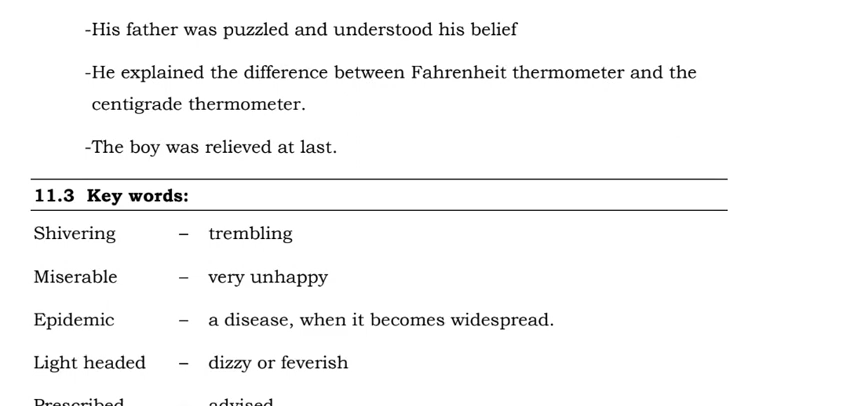 -His father was puzzled and understood his belief
-He explained the difference between Fahrenheit thermometer and the
centigrade thermometer.
-The boy was relieved at last.
11.3 Key words:
Shivering – trembling
Miserable – very unhappy
Epidemic – a disease, when it becomes widespread.
Light headed – dizzy or feverish
Prescribed – advised